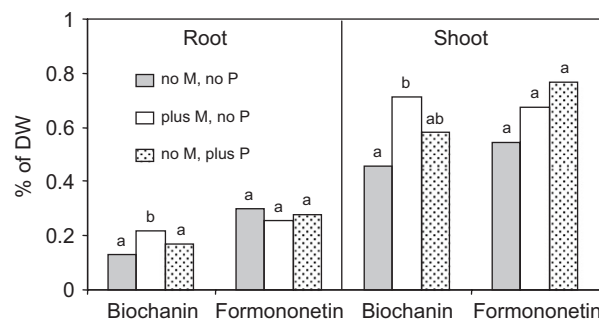 % of DW
1
0.8
0.6
0.4
0.2
0
Root
Shoot
no M, no P
plus M, no P
no M, plus P
a b a a a a a b ab a a a
Biochanin Formononetin Biochanin Formononetin